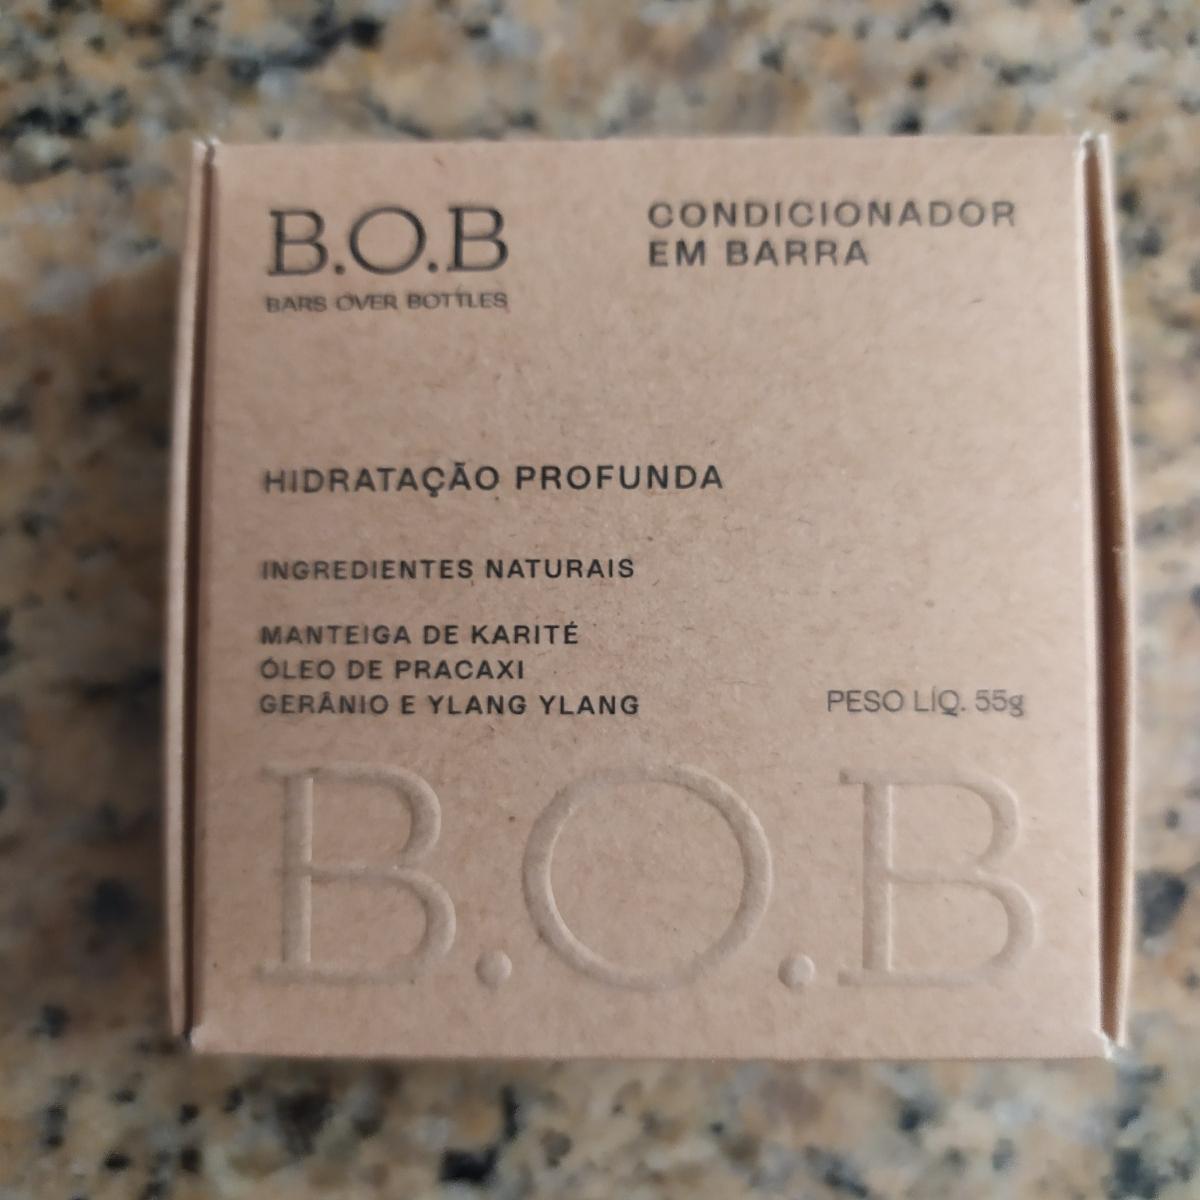 B.O.B
BARS OVER BOTTLES
CONDICIONADOR
EM BARRA
HIDRATAÇÃO PROFUNDA
INGREDIENTES NATURAIS
MANTEIGA DE KARITÉ
ÓLEO DE PRACAXI
GERÂNIO E YLANG YLANG
PESO LÍQ. 55g
B.O.B